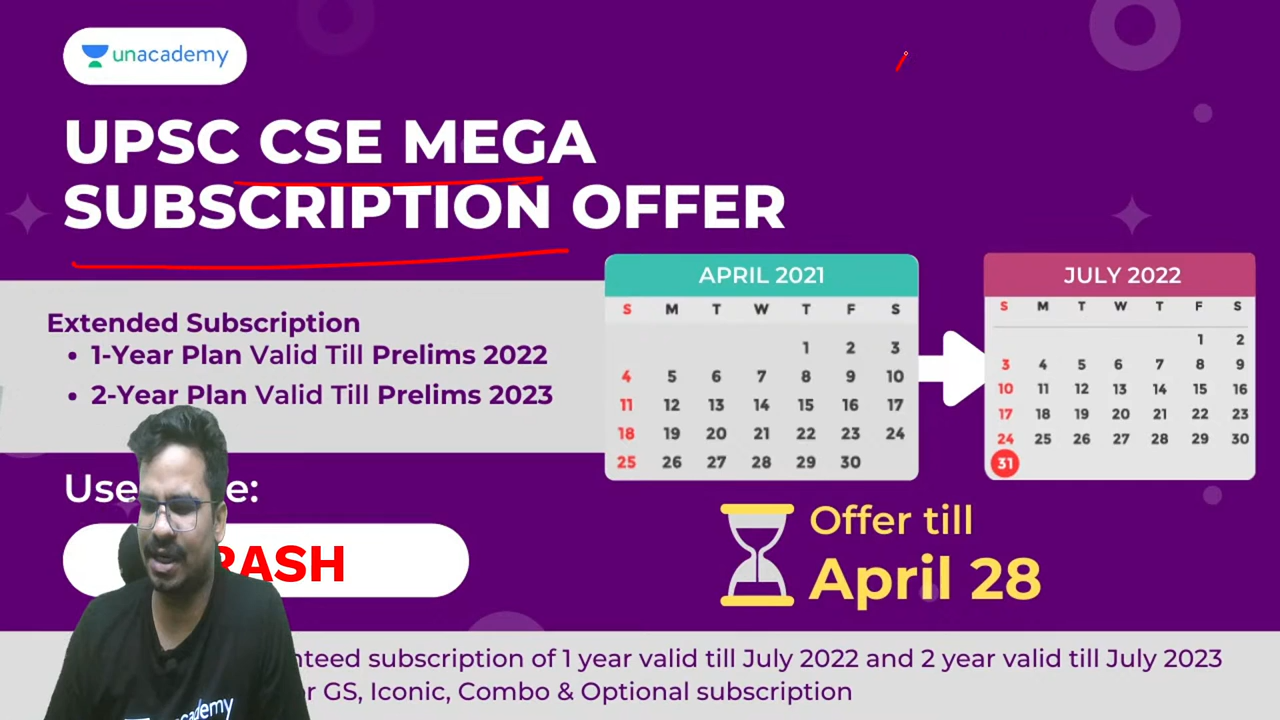 unacademy
UPSC CSE MEGA
SUBSCRIPTION OFFER
Extended Subscription
• 1-Year Plan Valid Till Prelims 2022
• 2-Year Plan Valid Till Prelims 2023
APRIL 2021
S M T W T F S
1 2 3
4 5 6 7 8 9 10
11 12 13 14 15 16 17
18 19 20 21 22 23 24
25 26 27 28 29 30
JULY 2022
S M T W T F S
1 2
3 4 5 6 7 8 9
10 11 12 13 14 15 16
17 18 19 20 21 22 23
24 25 26 27 28 29 30
31
Use
Offer till
April 28
subscription of 1 year valid till July 2022 and 2 year valid till July 2023
GS, Iconic, Combo & Optional subscription